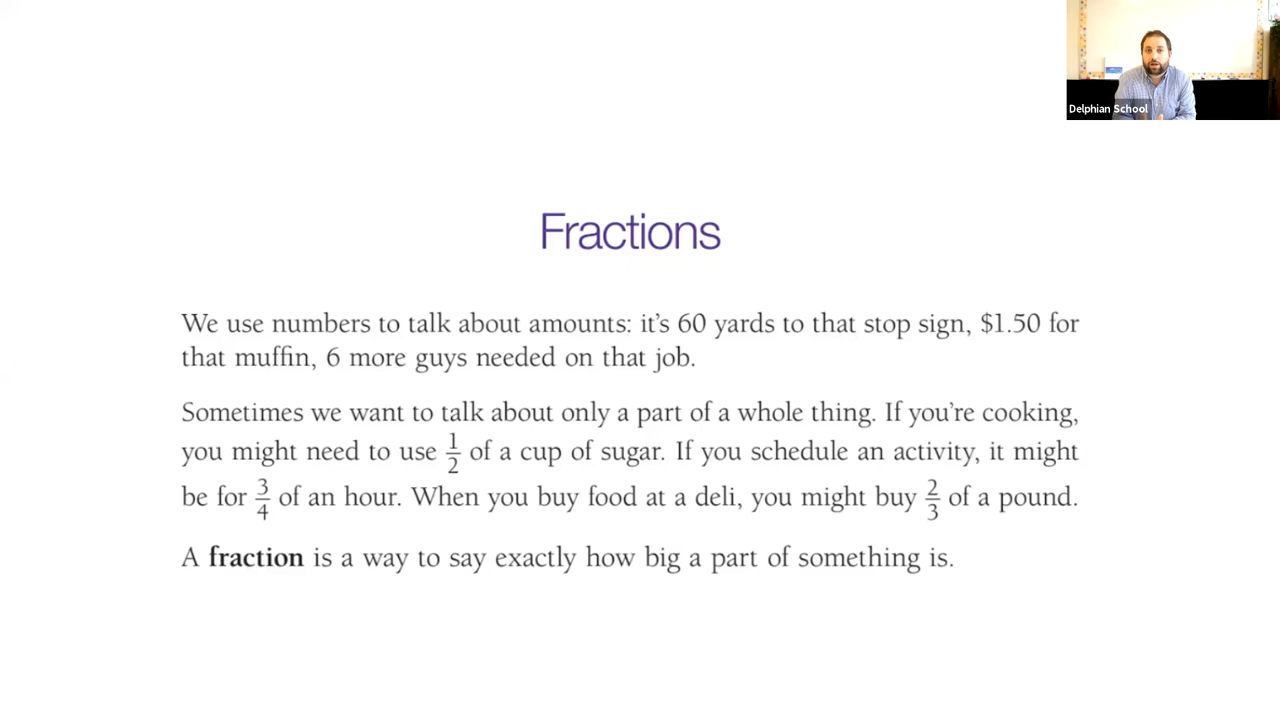 Delphian School
Fractions
We use numbers to talk about amounts: it's 60 yards to that stop sign, $1.50 for
that muffin, 6 more guys needed on that job.
Sometimes we want to talk about only a part of a whole thing. If you're cooking,
you might need to use 1/2 of a cup of sugar. If you schedule an activity, it might
be for 3/4 of an hour. When you buy food at a deli, you might buy 2/3 of a pound.
A fraction is a way to say exactly how big a part of something is.